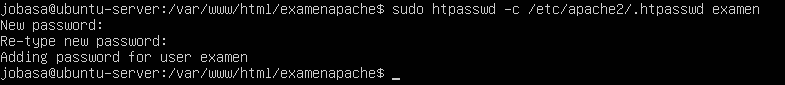 jobasa@ubuntu-server:/var/www/html/examenapache$ sudo htpasswd -c /etc/apache2/.htpasswd examen
New password:
Re-type new password:
Adding password for user examen
jobasa@ubuntu-server:/var/www/html/examenapache$ _